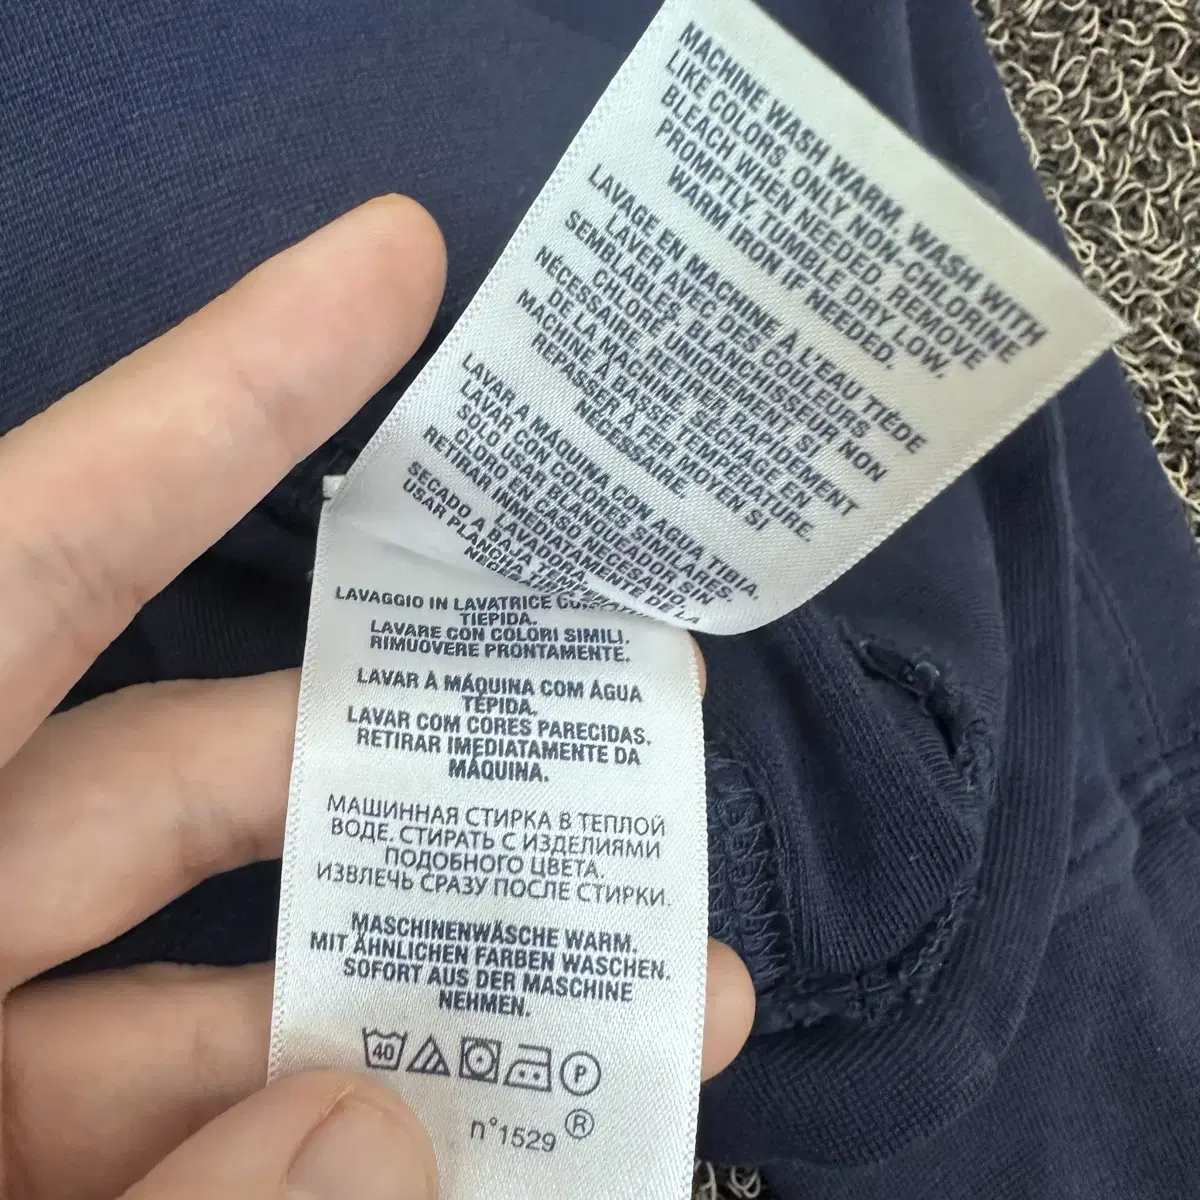 MACHINE WASH WARM, WASH WITH
LIKE COLORS, ONLY NON-CHLORINE
BLEACH WHEN NEEDED. REMOVE
PROMPTLY. TUMBLE DRY LOW.
WARM IRON IF NEEDED.
LAVAGE EN MACHINE À L'EAU TIÉDE
LAVER AVEC DES COULEURS
SEMBLABLES, BLANCHISSEUR NON
CHLORÉ, UNIQUEMENT, SI
NÉCESSAIRE, RETIRER RAPIDEMENT
DE LA MACHINE, SÉCHAGE EN
MACHINE À BASSE TEMPÉRATURE.
REPASSER À FER MOYEN SI
NÉCESSAIRE.
LAVAR A MÁQUINA CON AGUA TIBIA.
LAVAR CON COLORES SIMILARES.
SOLO USAR BLANQUEADOR SIN
CLORO EN CASO NECESARIO.
RETIRAR INMEDIATAMENTE DE LA
LAVADORA.
SECADO A BAJA
USAR PLANCHA
LAVAGGIO IN LAVATRICE
TIEPIDA.
LAVARE CON COLORI SIMILI.
RIMUOVERE PRONTAMENTE.
LAVAR À MÁQUINA COM ÁGUA
TÉPIDA.
LAVAR COM CORES PARECIDAS.
RETIRAR IMEDIATAMENTE DA
MÁQUINA.
МАШИННАЯ СТИРКА В ТЕПЛОЙ
ВОДЕ. СТИРАТЬ С ИЗДЕЛИЯМИ
ПОДОБНОГО ЦВЕТА.
ИЗВЛЕЧЬ СРАЗУ ПОСЛЕ СТИРКИ.
MASCHINENWÄSCHE WARM.
MIT ÄHNLICHEN FARBEN WASCHEN.
SOFORT AUS DER MASCHINE
NEHMEN.
40 P
n°1529 ®